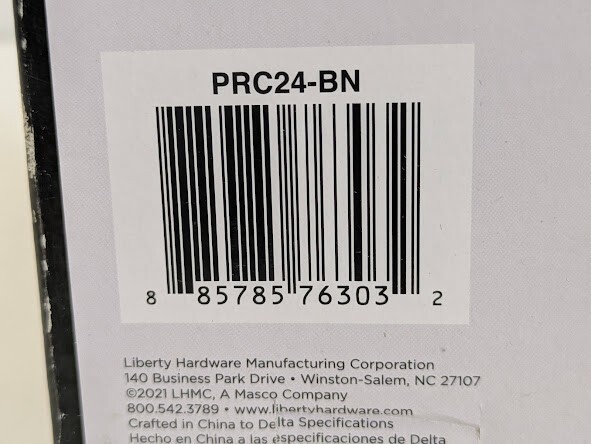 PRC24-BN
8 85785 76303 2
Liberty Hardware Manufacturing Corporation
140 Business Park Drive • Winston-Salem, NC 27107
©2021 LHMC, A Masco Company
800.542.3789 • www.libertyhardware.com
Crafted in China to Delta Specifications
Hecho en China a las especificaciones de Delta